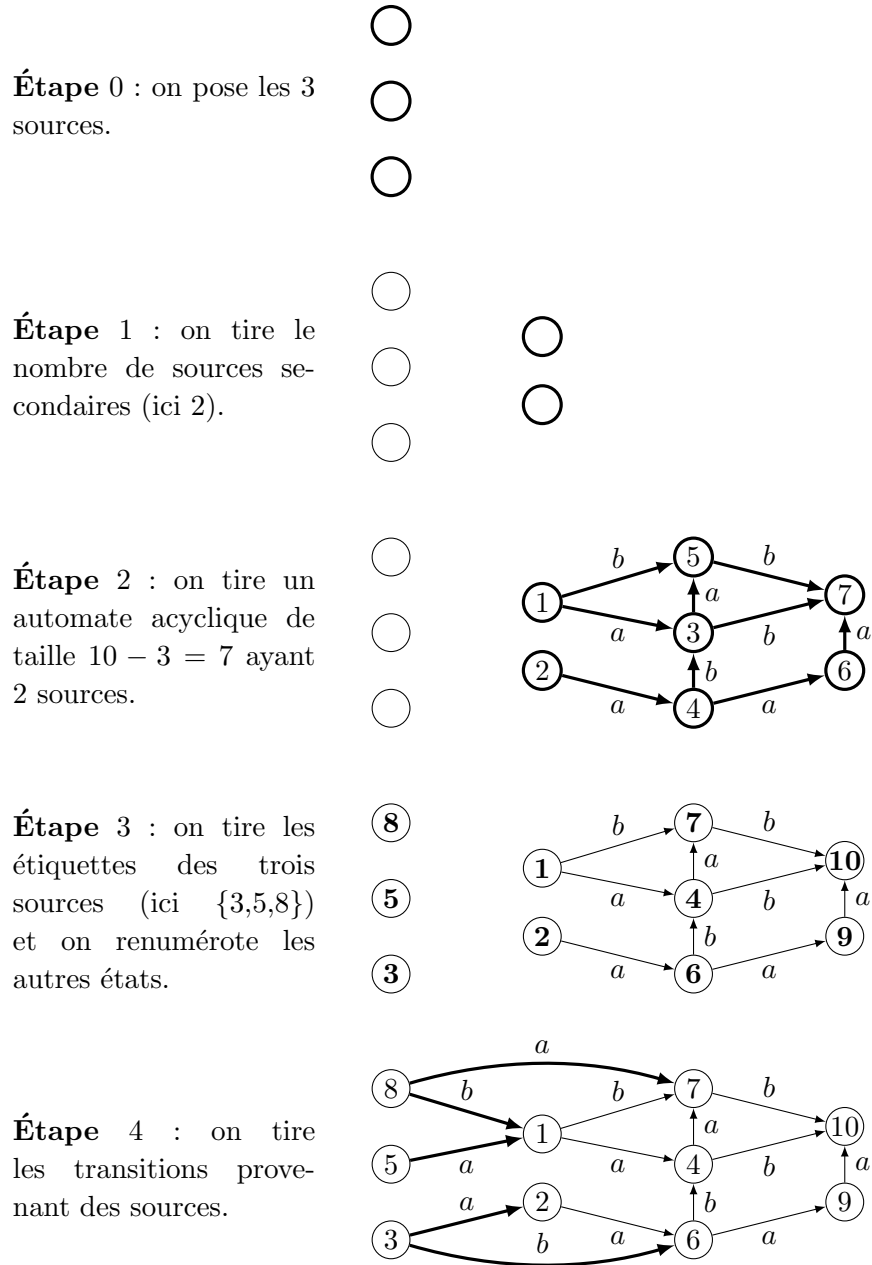 Étape 0 : on pose les 3
sources.
Étape 1 : on tire le
nombre de sources se-
condaires (ici 2).
Étape 2 : on tire un
automate acyclique de
taille 10 − 3 = 7 ayant
2 sources.
b
5
b
1
a
7
a
3
b
a
2
b
6
a
4
a
Étape 3 : on tire les
étiquettes des trois
sources (ici {3,5,8})
et on renumérote les
autres états.
8
b
7
b
1
a
10
5
a
4
b
a
2
b
9
3
a
6
a
Étape 4 : on tire
les transitions prove-
nant des sources.
a
8
b
b
7
b
1
a
10
5
a
a
4
b
a
a
2
b
9
3
b
a
6
a